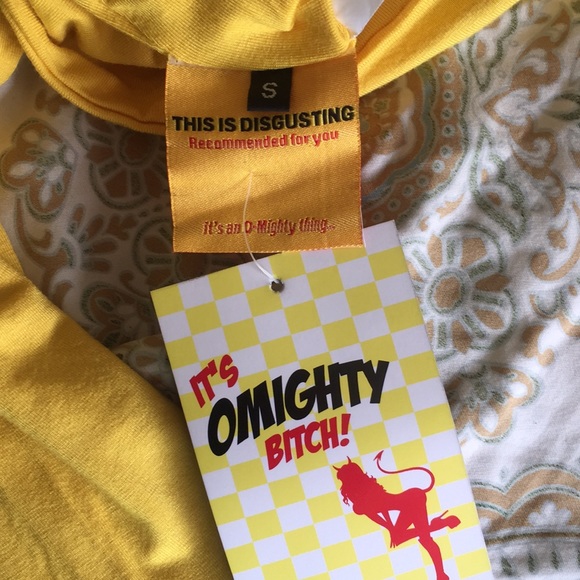 S
THIS IS DISGUSTING
Recommended for you
it's an O-Mighty thing..
IT'S
OMIGHTY
BITCH!